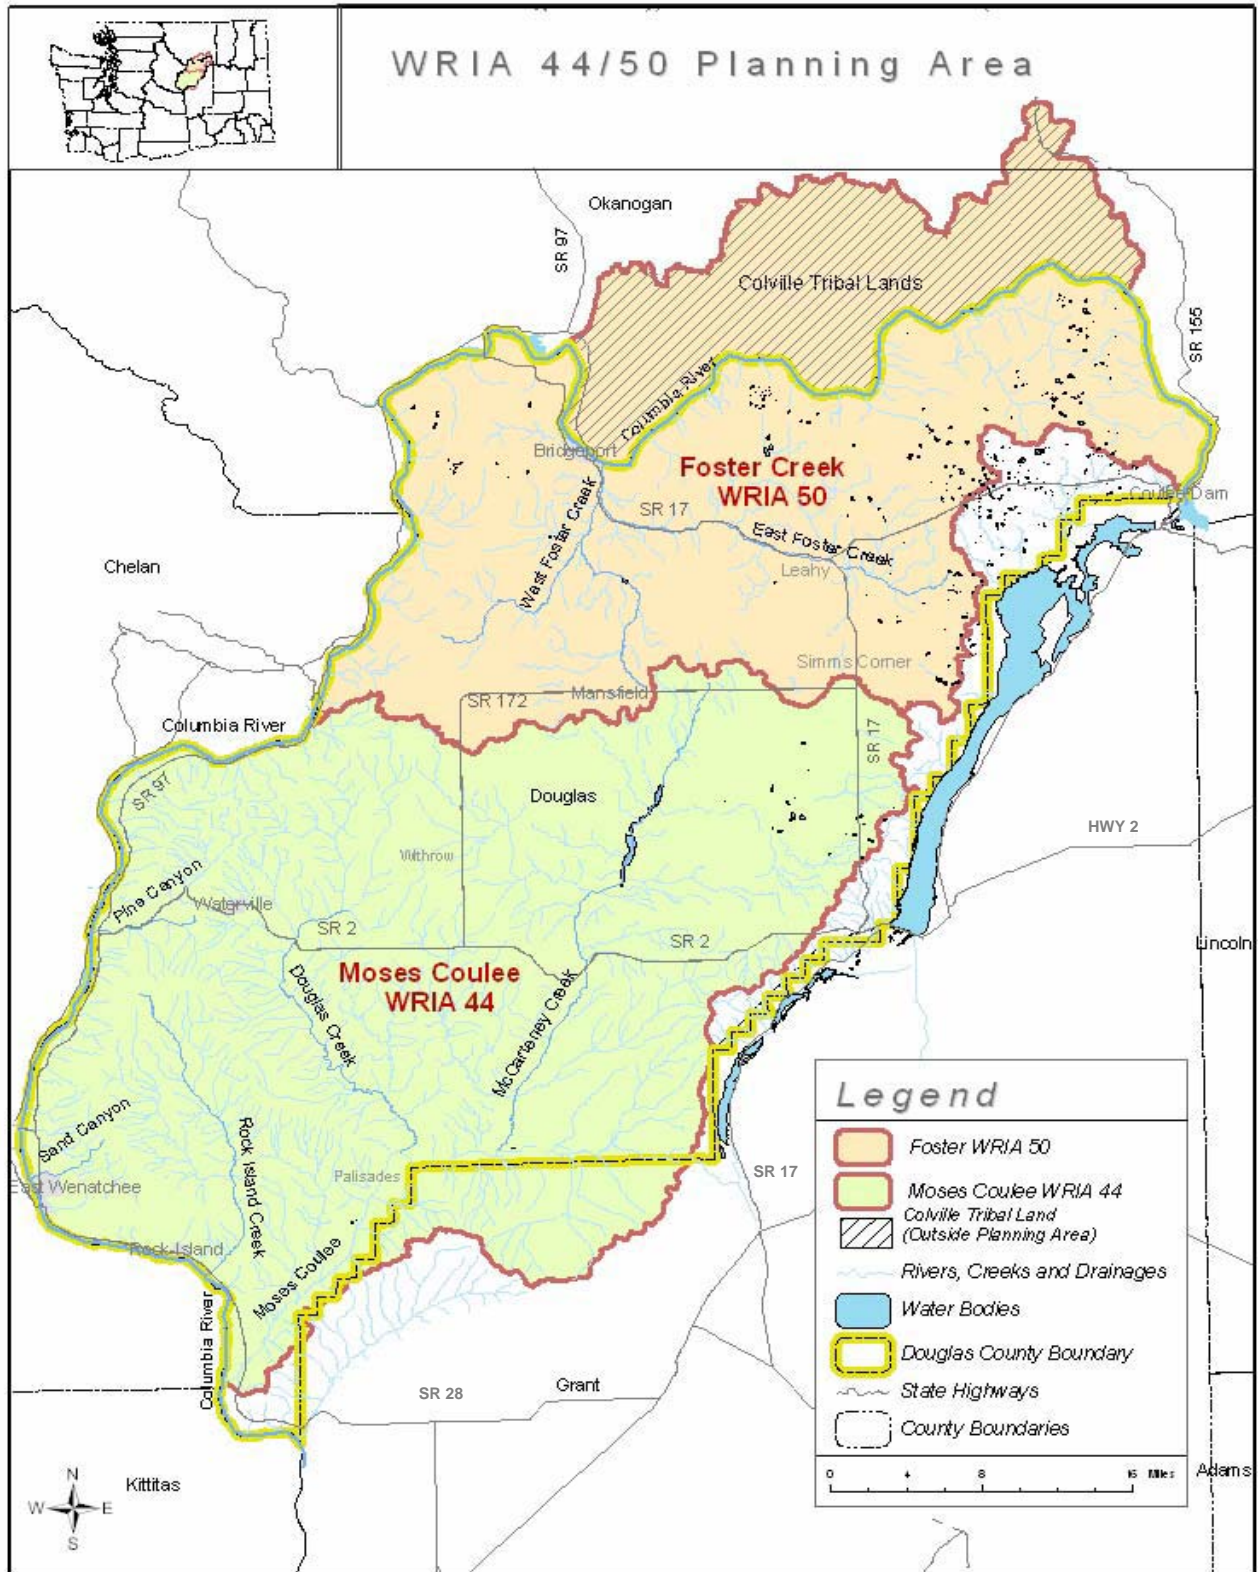 WRIA 44/50 Planning Area
Okanogan
SR 97
Colville Tribal Lands
SR 155
Columbia River
Bridgeport
Foster Creek
WRIA 50
SR 17
Coulee Dam
West Foster Creek
East Foster Creek
Leahy
Chelan
Simms Corner
SR 172
Mansfield
Columbia River
SR 17
SR 97
Douglas
HWY 2
Withrow
Pine Canyon
Waterville
SR 2
SR 2
Lincoln
Moses Coulee
WRIA 44
Douglas Creek
McCarteney Creek
Sand Canyon
Rock Island Creek
Palisades
SR 17
East Wenatchee
Rock Island
Moses Coulee
Columbia River
SR 28
Grant
Kittitas
Adams
N
W
E
S
Legend
Foster WRIA 50
Moses Coulee WRIA 44
Colville Tribal Land
(Outside Planning Area)
Rivers, Creeks and Drainages
Water Bodies
Douglas County Boundary
State Highways
County Boundaries
0 4 8 16 Miles